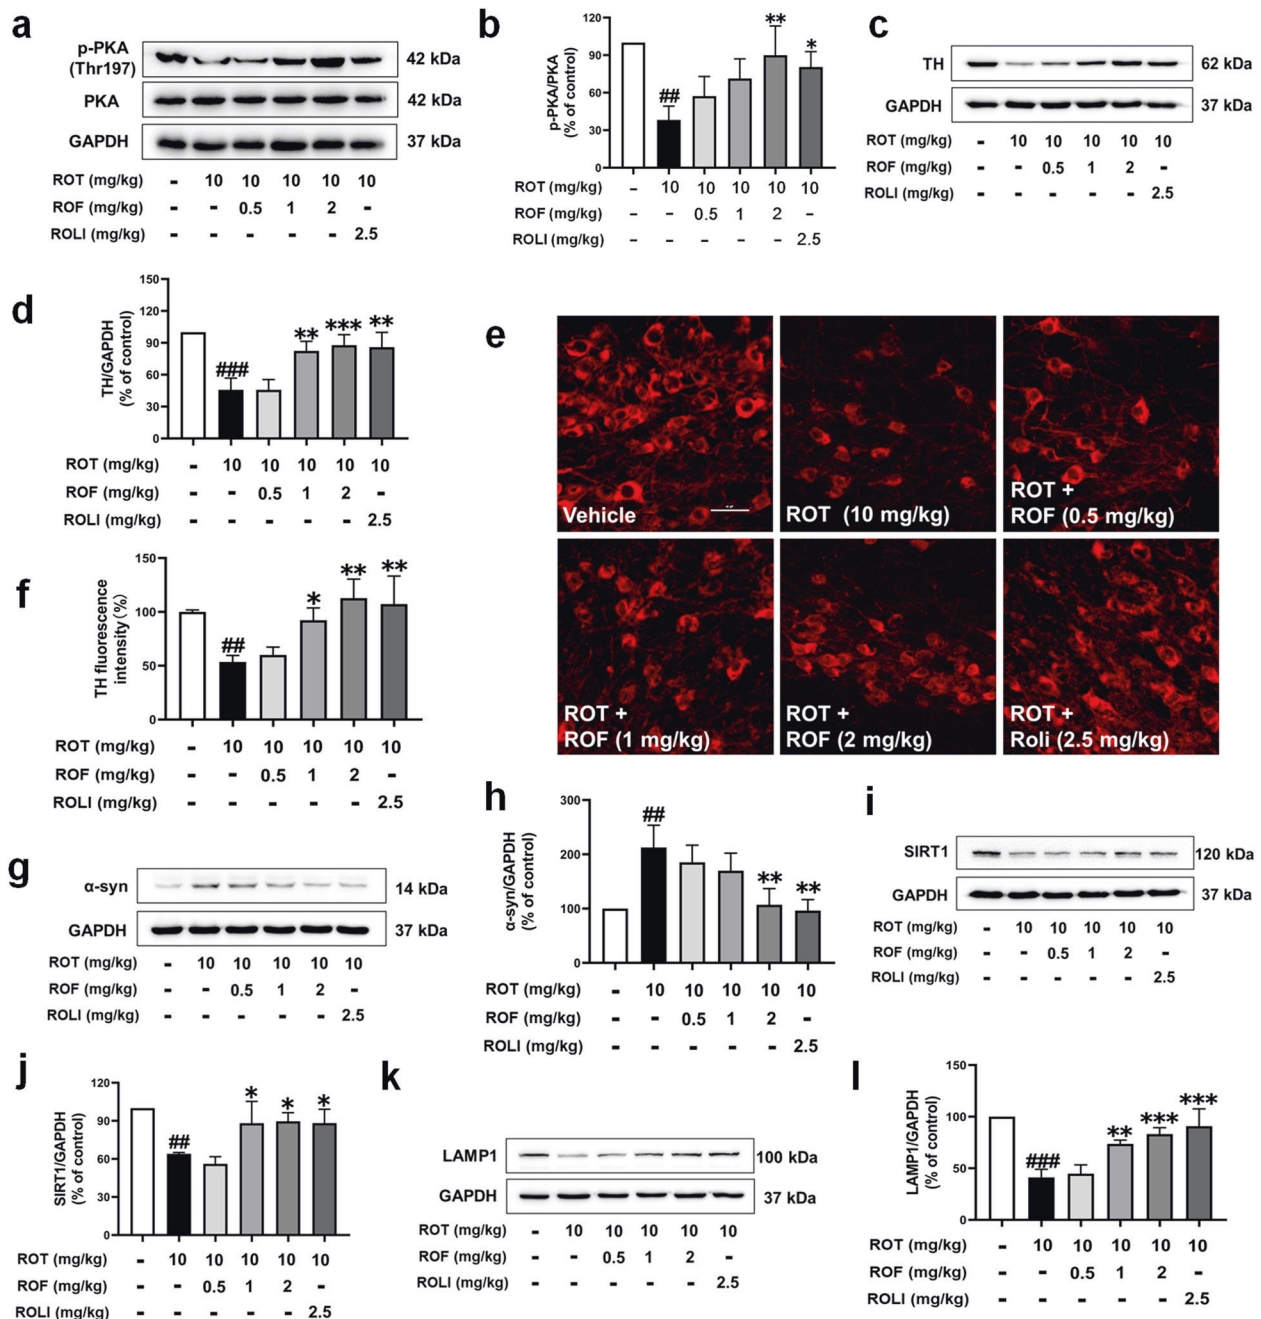 a
p-PKA
(Thr197)
42 kDa
PKA
42 kDa
GAPDH
37 kDa
ROT (mg/kg) - 10 10 10 10 10
ROF (mg/kg) - - 0.5 1 2 -
ROLI (mg/kg) - - - - - 2.5
b
p-PKA/PKA
(% of control)
120
90
60
30
0
##
**
*
ROT (mg/kg) - 10 10 10 10 10
ROF (mg/kg) - - 0.5 1 2 -
ROLI (mg/kg) - - - - - 2.5
c
TH
62 kDa
GAPDH
37 kDa
ROT (mg/kg) - 10 10 10 10 10
ROF (mg/kg) - - 0.5 1 2 -
ROLI (mg/kg) - - - - - 2.5
d
TH/GAPDH
(% of control)
150
120
90
60
30
0
###
**
***
**
ROT (mg/kg) - 10 10 10 10 10
ROF (mg/kg) - - 0.5 1 2 -
ROLI (mg/kg) - - - - - 2.5
e
Vehicle
ROT (10 mg/kg)
ROT +
ROF (0.5 mg/kg)
ROT +
ROF (1 mg/kg)
ROT +
ROF (2 mg/kg)
ROT +
Roli (2.5 mg/kg)
f
TH fluorescence
intensity (%)
150
100
50
0
##
*
**
**
ROT (mg/kg) - 10 10 10 10 10
ROF (mg/kg) - - 0.5 1 2 -
ROLI (mg/kg) - - - - - 2.5
g
α-syn
14 kDa
GAPDH
37 kDa
ROT (mg/kg) - 10 10 10 10 10
ROF (mg/kg) - - 0.5 1 2 -
ROLI (mg/kg) - - - - - 2.5
h
α-syn/GAPDH
(% of control)
300
200
100
0
##
**
**
ROT (mg/kg) - 10 10 10 10 10
ROF (mg/kg) - - 0.5 1 2 -
ROLI (mg/kg) - - - - - 2.5
i
SIRT1
120 kDa
GAPDH
37 kDa
ROT (mg/kg) - 10 10 10 10 10
ROF (mg/kg) - - 0.5 1 2 -
ROLI (mg/kg) - - - - - 2.5
j
SIRT1/GAPDH
(% of control)
120
90
60
30
0
##
*
*
*
ROT (mg/kg) - 10 10 10 10 10
ROF (mg/kg) - - 0.5 1 2 -
ROLI (mg/kg) - - - - - 2.5
k
LAMP1
100 kDa
GAPDH
37 kDa
ROT (mg/kg) - 10 10 10 10 10
ROF (mg/kg) - - 0.5 1 2 -
ROLI (mg/kg) - - - - - 2.5
l
LAMP1/GAPDH
(% of control)
150
100
50
0
###
**
***
***
ROT (mg/kg) - 10 10 10 10 10
ROF (mg/kg) - - 0.5 1 2 -
ROLI (mg/kg) - - - - - 2.5